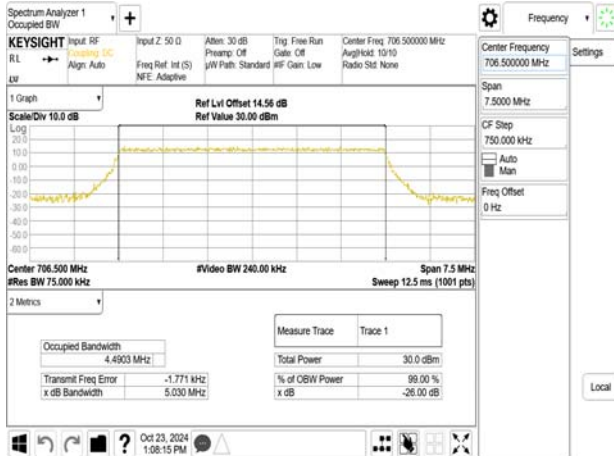 Spectrum Analyzer 1
Occupied BW
Frequency
KEYSIGHT Input: RF
RL
Coupling: DC
Align: Auto
Input Z: 50 Ω
Freq Ref: Int (S)
NFE: Adaptive
Atten: 30 dB
Preamp: Off
µW Path: Standard
Trig: Free Run
Gate: Off
#IF Gain: Low
Center Freq: 706.500000 MHz
Avg|Hold: 10/10
Radio Std: None
Center Frequency
706.500000 MHz
Settings
Span
7.5000 MHz
CF Step
750.000 kHz
Auto
Man
Freq Offset
0 Hz
Local
1 Graph
Scale/Div 10.0 dB
Ref Lvl Offset 14.56 dB
Ref Value 30.00 dBm
Log
20.0
10.0
0.00
-10.0
-20.0
-30.0
-40.0
-50.0
-60.0
Center 706.500 MHz
#Res BW 75.000 kHz
#Video BW 240.00 kHz
Span 7.5 MHz
Sweep 12.5 ms (1001 pts)
2 Metrics
Measure Trace Trace 1
Occupied Bandwidth
4.4903 MHz
Total Power 30.0 dBm
Transmit Freq Error -1.771 kHz
% of OBW Power 99.00 %
x dB Bandwidth 5.030 MHz
x dB -26.00 dB
Oct 23, 2024
1:08:15 PM